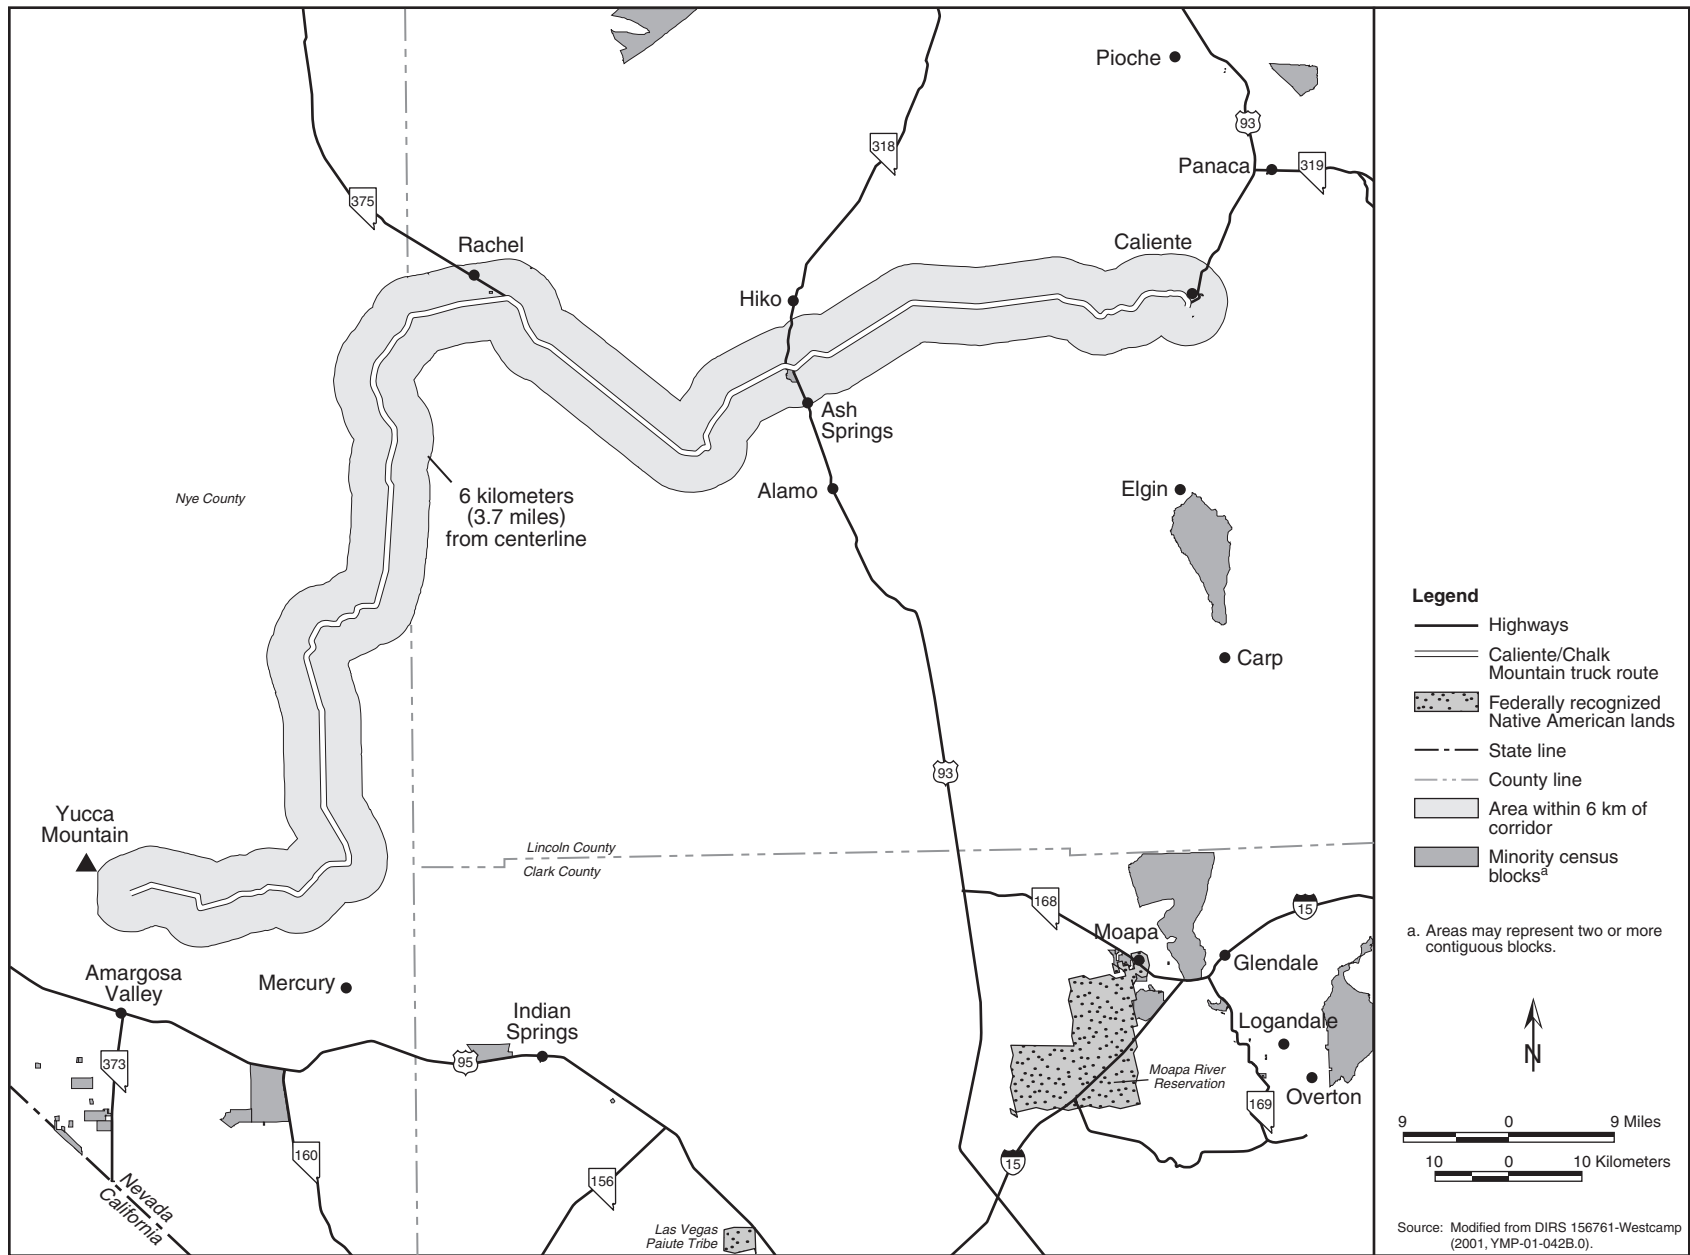 Pioche
93
318
Panaca
319
375
Rachel
Caliente
Hiko
Ash
Springs
Nye County
6 kilometers
(3.7 miles)
from centerline
Alamo
Elgin
Carp
93
Yucca
Mountain
Lincoln County
Clark County
168
15
Moapa
Glendale
Amargosa
Valley
Mercury
Indian
Springs
Logandale
95
373
Moapa River
Reservation
Overton
169
160
15
156
Nevada
California
Las Vegas
Paiute Tribe
Legend
Highways
Caliente/Chalk
Mountain truck route
Federally recognized
Native American lands
State line
County line
Area within 6 km of
corridor
Minority census
blocksa
a. Areas may represent two or more
contiguous blocks.
N
9 0 9 Miles
10 0 10 Kilometers
Source: Modified from DIRS 156761-Westcamp
(2001, YMP-01-042B.0).